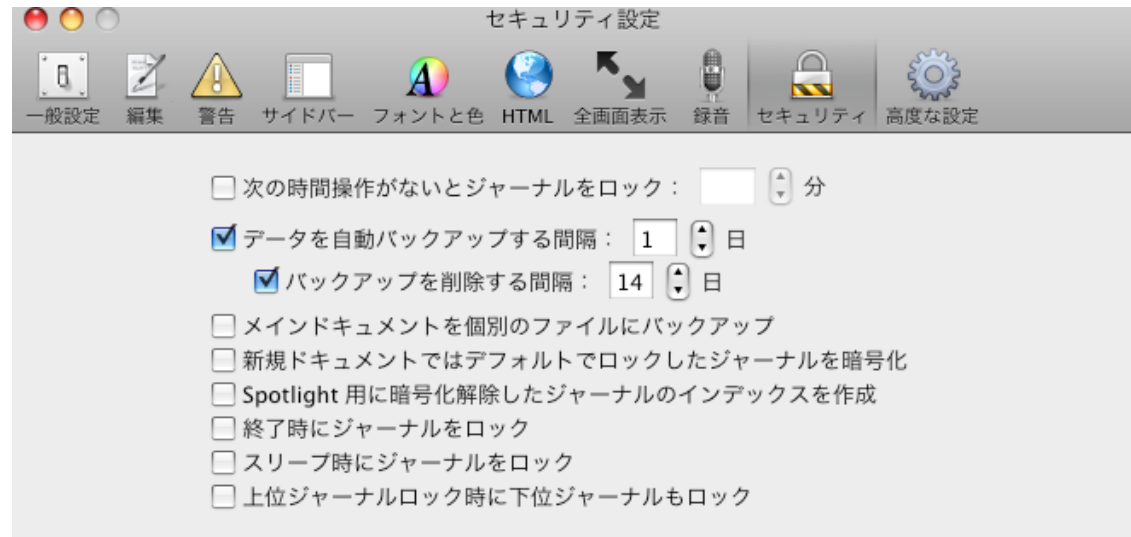 セキュリティ設定
一般設定 編集 警告 サイドバー フォントと色 HTML 全画面表示 録音 セキュリティ 高度な設定
次の時間操作がないとジャーナルをロック： 分
データを自動バックアップする間隔： 1 日
バックアップを削除する間隔： 14 日
メインドキュメントを個別のファイルにバックアップ
新規ドキュメントではデフォルトでロックしたジャーナルを暗号化
Spotlight 用に暗号化解除したジャーナルのインデックスを作成
終了時にジャーナルをロック
スリープ時にジャーナルをロック
上位ジャーナルロック時に下位ジャーナルもロック